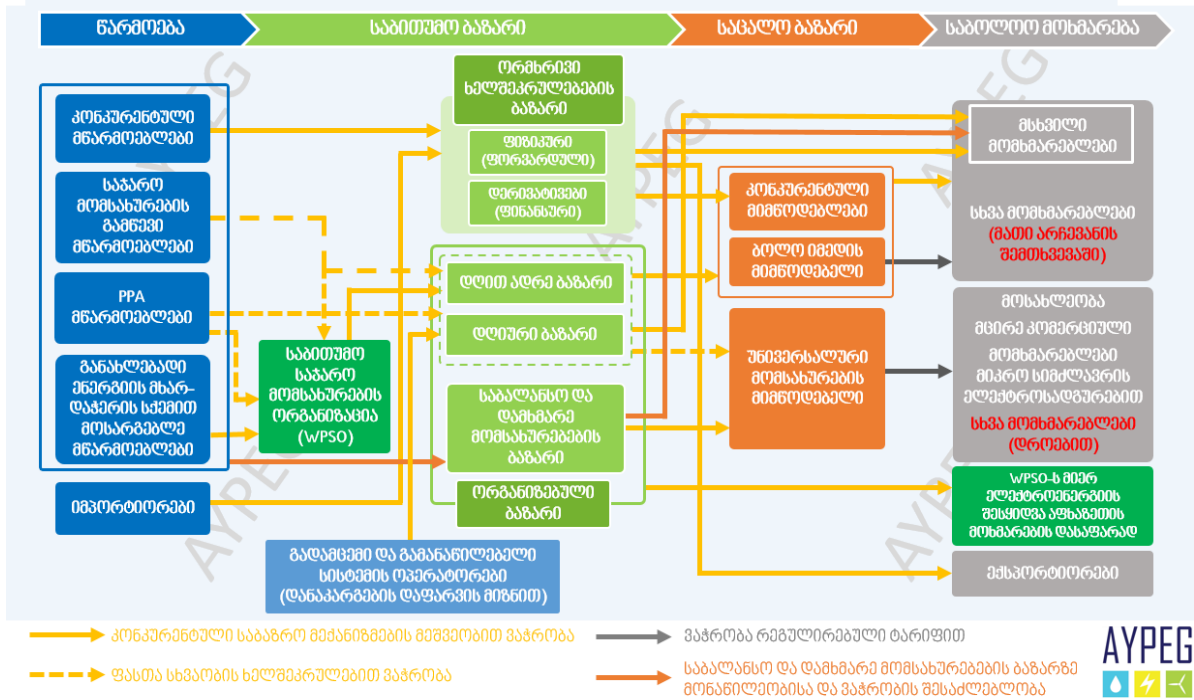 წარმოება
საბითუმო ბაზარი
საცალო ბაზარი
საბოლოო მოხმარება
კონკურენტული
მწარმოებლები
საჯარო
მომსახურების
გამწევი
მწარმოებლები
PPA
მწარმოებლები
განახლებადი
ენერგიის მხარ-
დაჭერის სქემით
მოსარგებლე
მწარმოებლები
იმპორტიორები
საბითუმო
საჯარო
მომსახურების
ორგანიზაცია
(WPSO)
გადამცემი და გამანაწილებელი
სისტემის ოპერატორები
(დანაკარგების დაფარვის მიზნით)
ორმხრივი
ხელშეკრულებების
ბაზარი
ფიზიკური
(ფორვარდული)
დერივატივები
(ფინანსური)
დღით ადრე ბაზარი
დღიური ბაზარი
საბალანსო და
დამხმარე
მომსახურებების
ბაზარი
ორგანიზებული
ბაზარი
კონკურენტული
მიმწოდებლები
ბოლო იმედის
მიმწოდებელი
უნივერსალური
მომსახურების
მიმწოდებელი
მსხვილი
მომხმარებლები
სხვა მომხმარებლები
(მათი არჩევანის
შემთხვევაში)
მოსახლეობა
მცირე კომერციული
მომხმარებლები
მიკრო სიმძლავრის
ელექტროსადგურებით
სხვა მომხმარებლები
(დროებით)
WPSO-ს მიერ
ელექტროენერგიის
შესყიდვა აფხაზეთის
მოხმარების დასაფარად
ექსპორტიორები
კონკურენტული საბაზრო მექანიზმების მეშვეობით ვაჭრობა
ფასთა სხვაობის ხელშეკრულებით ვაჭრობა
ვაჭრობა რეგულირებული ტარიფით
საბალანსო და დამხმარე მომსახურებების ბაზარზე
მონაწილეობისა და ვაჭრობის შესაძლებლობა
AYPEG
AYPEG
AYPEG
AYPEG
AYPEG
AYPEG